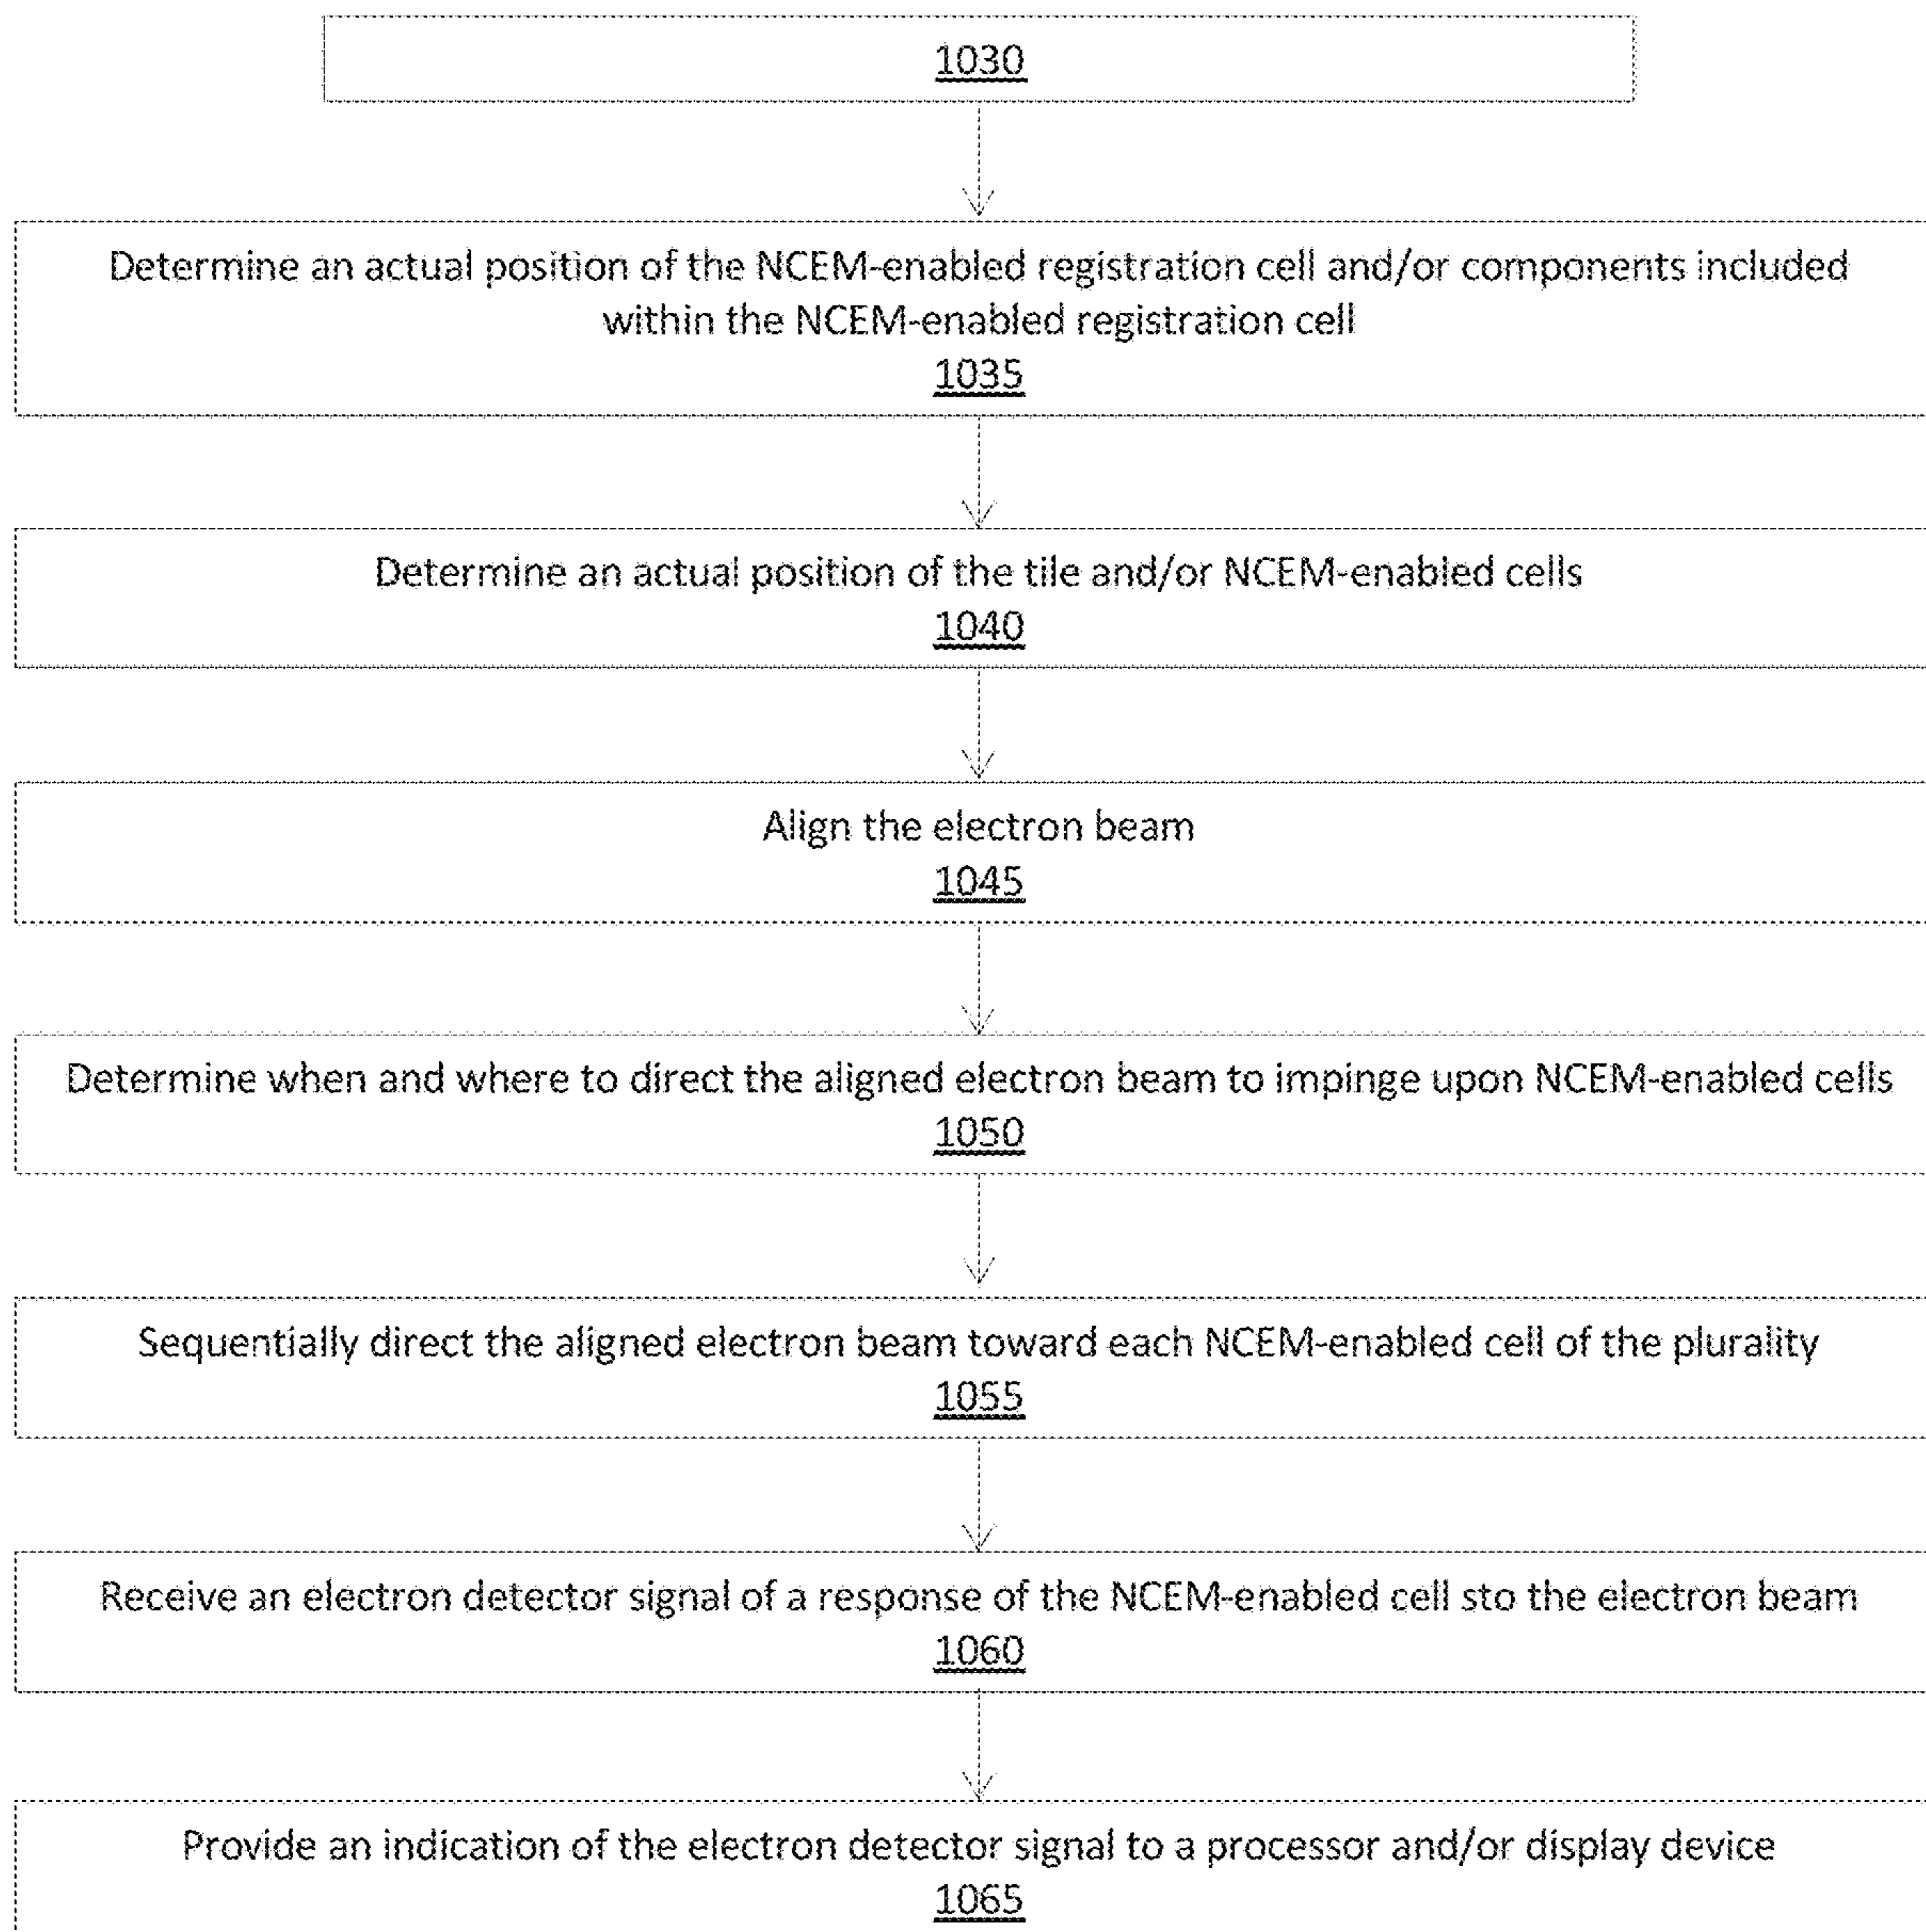 1030
Determine an actual position of the NCEM-enabled registration cell and/or components included
within the NCEM-enabled registration cell
1035
Determine an actual position of the tile and/or NCEM-enabled cells
1040
Align the electron beam
1045
Determine when and where to direct the aligned electron beam to impinge upon NCEM-enabled cells
1050
Sequentially direct the aligned electron beam toward each NCEM-enabled cell of the plurality
1055
Receive an electron detector signal of a response of the NCEM-enabled cell sto the electron beam
1060
Provide an indication of the electron detector signal to a processor and/or display device
1065